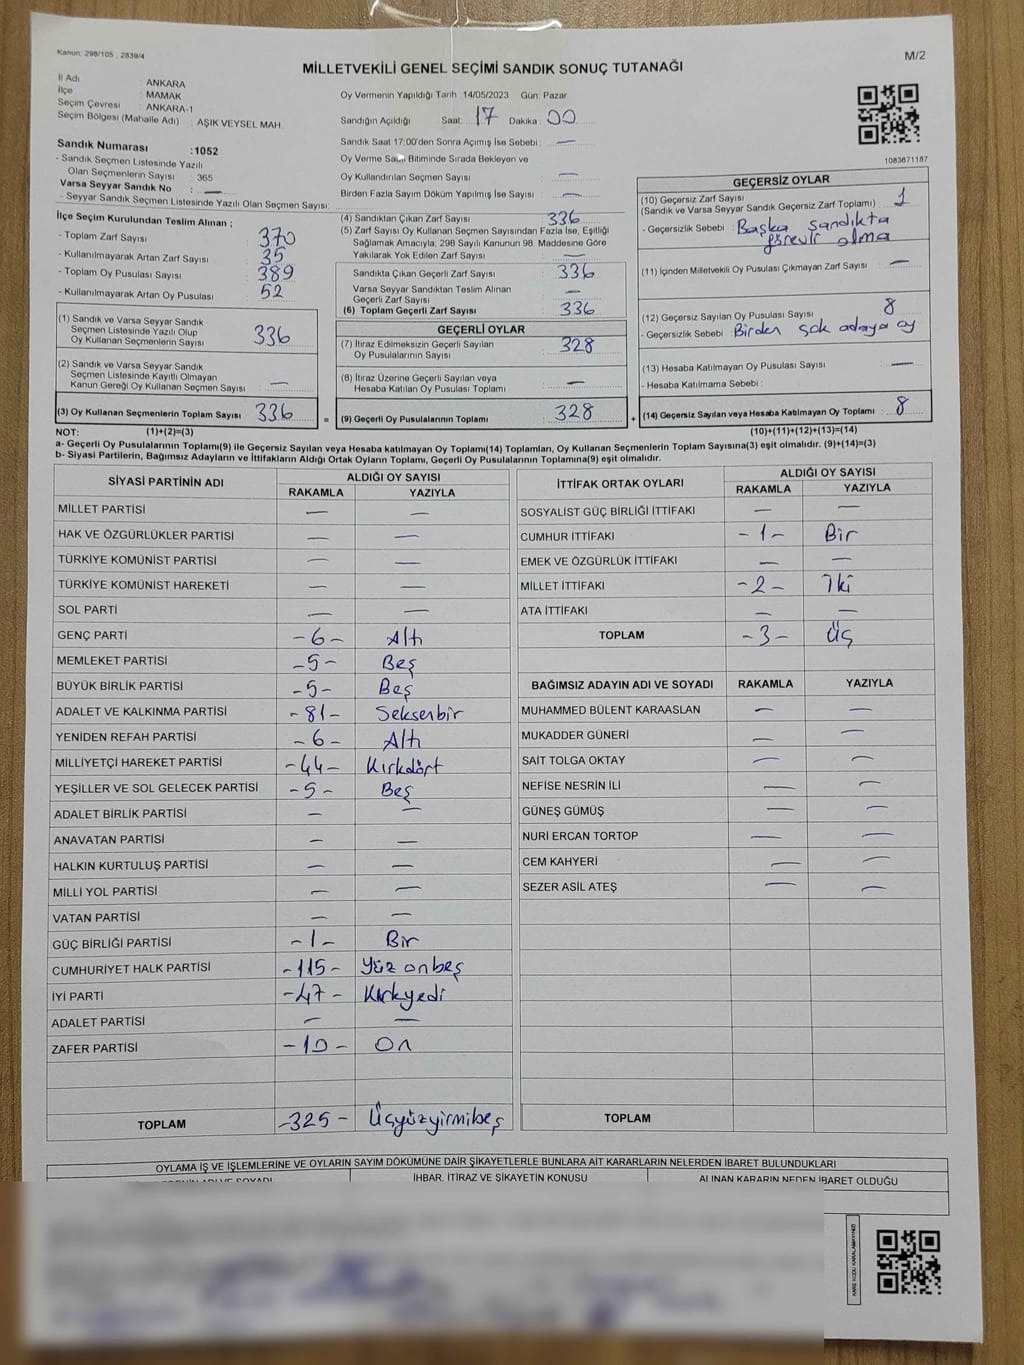 Kanun: 298/105 , 2839/4
M/2
MİLLETVEKİLİ GENEL SEÇİMİ SANDIK SONUÇ TUTANAĞI
İl Adı ANKARA
İlçe MAMAK
Seçim Çevresi ANKARA-1
Seçim Bölgesi (Mahalle Adı) : AŞIK VEYSEL MAH.
Sandık Numarası :1052
- Sandık Seçmen Listesinde Yazılı
Olan Seçmenlerin Sayısı : 365
Varsa Seyyar Sandık No : —
- Seyyar Sandık Seçmen Listesinde Yazılı Olan Seçmen Sayısı:
Oy Vermenin Yapıldığı Tarih 14/05/2023 Gün: Pazar
Sandığın Açıldığı Saat: 17 Dakika : 00
Sandık Saat 17:00'den Sonra Açımış İse Sebebi : —
Oy Verme Bitiminde Sırada Bekleyen ve
Oy Kullandırılan Seçmen Sayısı —
Birden Fazla Sayım Döküm Yapılmış İse Sayısı : —
1083671187
İlçe Seçim Kurulundan Teslim Alınan ;
- Toplam Zarf Sayısı : 370
- Kullanılmayarak Artan Zarf Sayısı : 35
- Toplam Oy Pusulası Sayısı : 389
- Kullanılmayarak Artan Oy Pusulası : 52
(1) Sandık ve Varsa Seyyar Sandık
Seçmen Listesinde Yazılı Olup
Oy Kullanan Seçmenlerin Sayısı : 336
(2) Sandık ve Varsa Seyyar Sandık
Seçmen Listesinde Kayıtlı Olmayan
Kanun Gereği Oy Kullanan Seçmen Sayısı : —
(3) Oy Kullanan Seçmenlerin Toplam Sayısı : 336 =
(4) Sandıktan Çıkan Zarf Sayısı : 336
(5) Zarf Sayısı Oy Kullanan Seçmen Sayısından Fazla İse, Eşitliği
Sağlamak Amacıyla, 298 Sayılı Kanunun 98. Maddesine Göre
Yakılarak Yok Edilen Zarf Sayısı : —
Sandıkta Çıkan Geçerli Zarf Sayısı : 336
Varsa Seyyar Sandıktan Teslim Alınan
Geçerli Zarf Sayısı : —
(6) Toplam Geçerli Zarf Sayısı : 336
GEÇERLİ OYLAR
(7) İtiraz Edilmeksizin Geçerli Sayılan
Oy Pusulalarının Sayısı : 328
(8) İtiraz Üzerine Geçerli Sayılan veya
Hesaba Katılan Oy Pusulası Toplamı : —
(9) Geçerli Oy Pusulalarının Toplamı : 328 +
GEÇERSİZ OYLAR
(10) Geçersiz Zarf Sayısı
(Sandık ve Varsa Seyyar Sandık Geçersiz Zarf Toplamı) : 1
- Geçersizlik Sebebi : Başka sandıkta
görevli olma
(11) İçinden Milletvekili Oy Pusulası Çıkmayan Zarf Sayısı : —
(12) Geçersiz Sayılan Oy Pusulası Sayısı : 8
- Geçersizlik Sebebi : Birden çok adaya oy
(13) Hesaba Katılmayan Oy Pusulası Sayısı : —
- Hesaba Katılmama Sebebi :
(14) Geçersiz Sayılan veya Hesaba Katılmayan Oy Toplamı : 8
NOT: (1)+(2)=(3) (10)+(11)+(12)+(13)=(14)
a- Geçerli Oy Pusulalarının Toplamı(9) ile Geçersiz Sayılan veya Hesaba katılmayan Oy Toplamı(14) Toplamları, Oy Kullanan Seçmenlerin Toplam Sayısına(3) eşit olmalıdır. (9)+(14)=(3)
b- Siyasi Partilerin, Bağımsız Adayların ve İttifakların Aldığı Ortak Oyların Toplamı, Geçerli Oy Pusulalarının Toplamına(9) eşit olmalıdır.
SİYASİ PARTİNİN ADI ALDIĞI OY SAYISI
RAKAMLA YAZIYLA
MİLLET PARTİSİ — —
HAK VE ÖZGÜRLÜKLER PARTİSİ — —
TÜRKİYE KOMÜNİST PARTİSİ — —
TÜRKİYE KOMÜNİST HAREKETİ — —
SOL PARTİ — —
GENÇ PARTİ -6- Altı
MEMLEKET PARTİSİ -5- Beş
BÜYÜK BİRLİK PARTİSİ -5- Beş
ADALET VE KALKINMA PARTİSİ -81- Seksenbir
YENİDEN REFAH PARTİSİ -6- Altı
MİLLİYETÇİ HAREKET PARTİSİ -44- Kırkdört
YEŞİLLER VE SOL GELECEK PARTİSİ -5- Beş
ADALET BİRLİK PARTİSİ — —
ANAVATAN PARTİSİ — —
HALKIN KURTULUŞ PARTİSİ — —
MİLLİ YOL PARTİSİ — —
VATAN PARTİSİ — —
GÜÇ BİRLİĞİ PARTİSİ -1- Bir
CUMHURİYET HALK PARTİSİ -115- Yüz onbeş
İYİ PARTİ -47- Kırkyedi
ADALET PARTİSİ — —
ZAFER PARTİSİ -10- On
TOPLAM -325- Üçyüzyirmibeş
İTTİFAK ORTAK OYLARI ALDIĞI OY SAYISI
RAKAMLA YAZIYLA
SOSYALİST GÜÇ BİRLİĞİ İTTİFAKI — —
CUMHUR İTTİFAKI -1- Bir
EMEK VE ÖZGÜRLÜK İTTİFAKI — —
MİLLET İTTİFAKI -2- İki
ATA İTTİFAKI — —
TOPLAM -3- Üç
BAĞIMSIZ ADAYIN ADI VE SOYADI RAKAMLA YAZIYLA
MUHAMMED BÜLENT KARAASLAN — —
MUKADDER GÜNERİ — —
SAİT TOLGA OKTAY — —
NEFİSE NESRİN İLİ — —
GÜNEŞ GÜMÜŞ — —
NURİ ERCAN TORTOP — —
CEM KAHYERİ — —
SEZER ASİL ATEŞ — —
TOPLAM
OYLAMA İŞ VE İŞLEMLERİNE VE OYLARIN SAYIM DÖKÜMÜNE DAİR ŞİKAYETLERLE BUNLARA AİT KARARLARIN NELERDEN İBARET BULUNDUKLARI
ADI VE SOYADI İHBAR, İTİRAZ VE ŞİKAYETİN KONUSU ALINAN KARARIN NEDEN İBARET OLDUĞU
KARE KODU KARALAMAYINIZ!